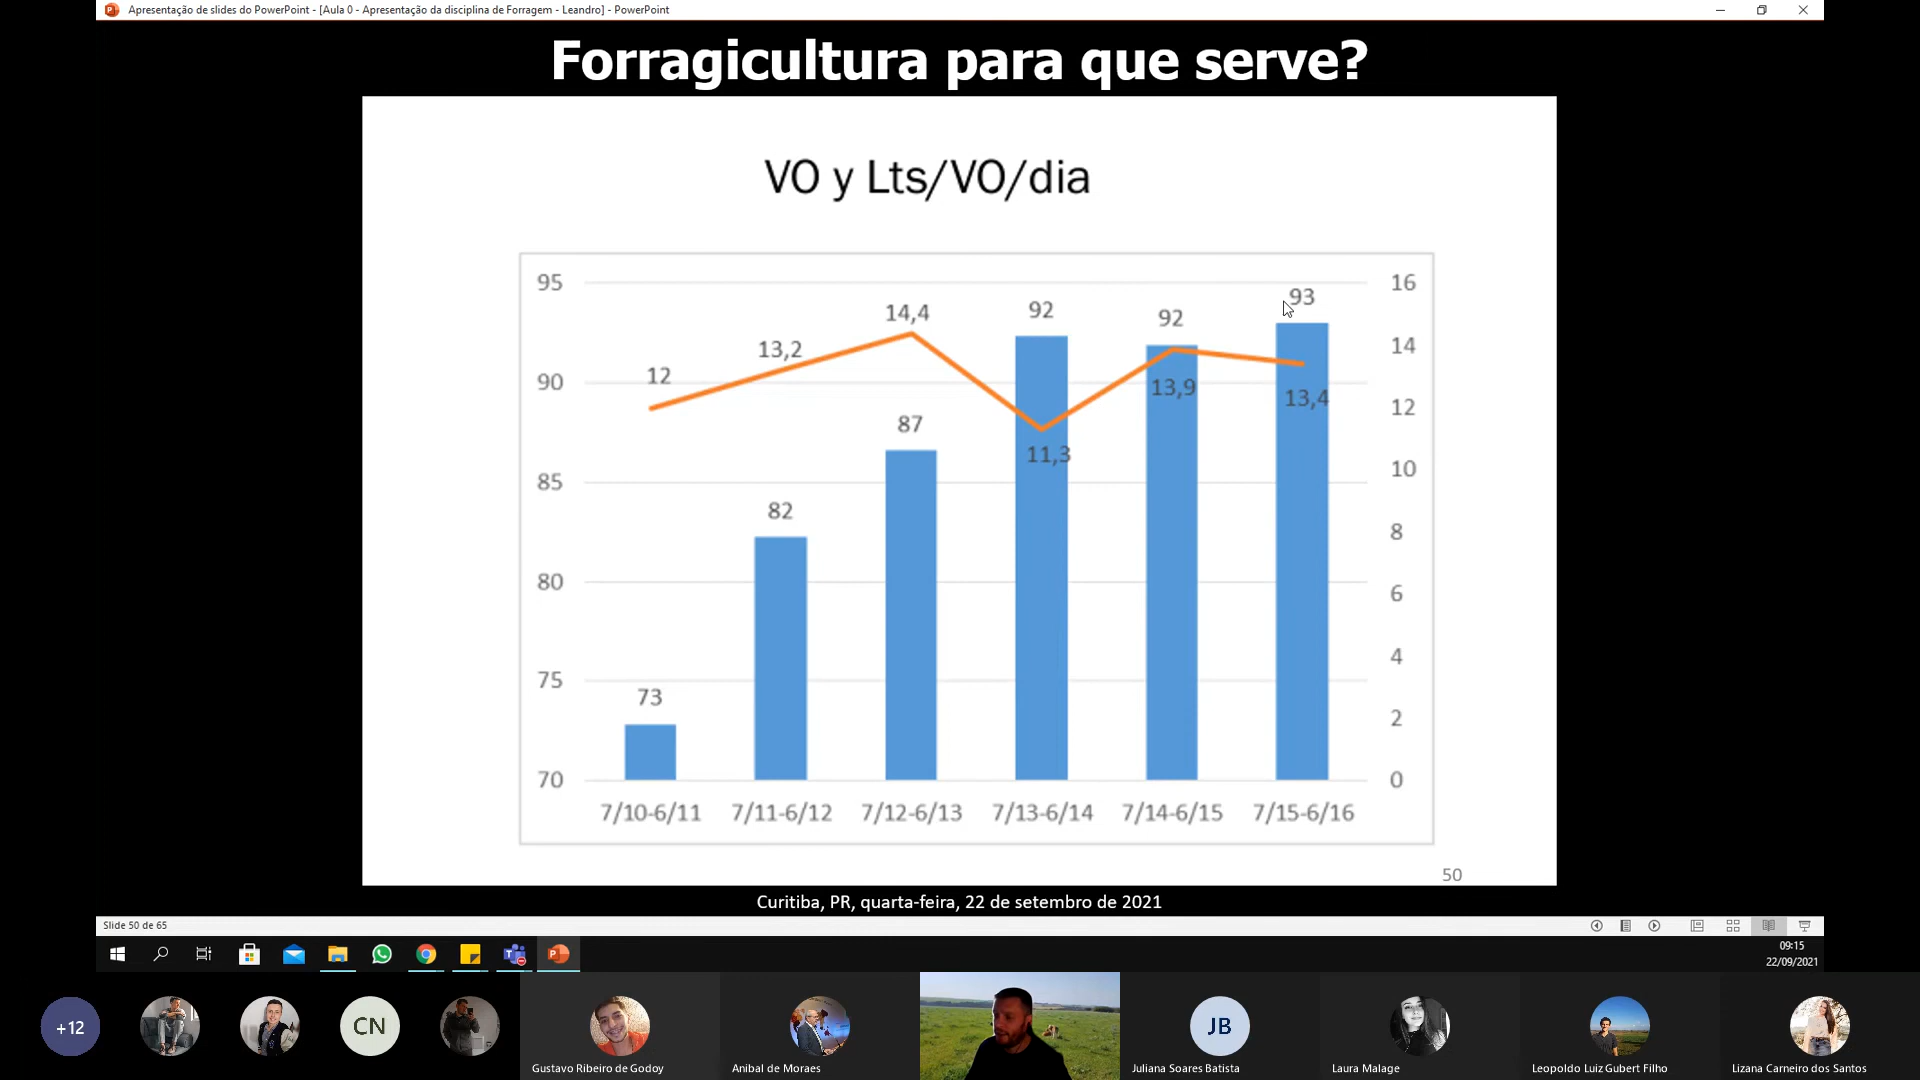 Apresentação de slides do PowerPoint - [Aula 0 - Apresentação da disciplina de Forragem - Leandro] - PowerPoint
Forragicultura para que serve?
VO y Lts/VO/dia
95
90
85
80
75
70
16
14
12
10
8
6
4
2
0
12
13,2
14,4
11,3
13,9
13,4
73
82
87
92
92
93
7/10-6/11
7/11-6/12
7/12-6/13
7/13-6/14
7/14-6/15
7/15-6/16
50
Curitiba, PR, quarta-feira, 22 de setembro de 2021
Slide 50 de 65
09:15
22/09/2021
+12
CN
JB
Gustavo Ribeiro de Godoy
Anibal de Moraes
Juliana Soares Batista
Laura Malage
Leopoldo Luiz Gubert Filho
Lizana Carneiro dos Santos